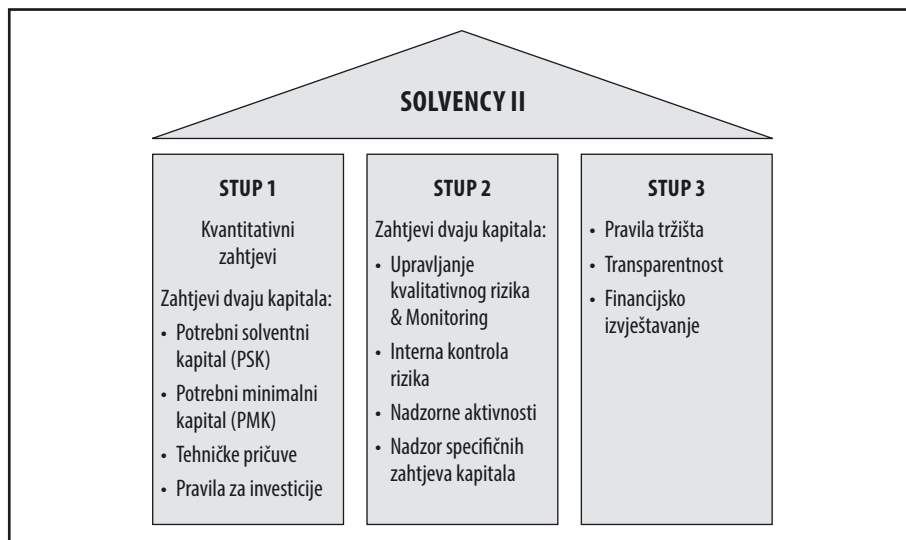 SOLVENCY II
STUP 1
Kvantitativni
zahtjevi
Zahtjevi dvaju kapitala:
• Potrebni solventni
kapital (PSK)
• Potrebni minimalni
kapital (PMK)
• Tehničke pričuve
• Pravila za investicije
STUP 2
Zahtjevi dvaju kapitala:
• Upravljanje
kvalitativnog rizika
& Monitoring
• Interna kontrola
rizika
• Nadzorne aktivnosti
• Nadzor specifičnih
zahtjeva kapitala
STUP 3
• Pravila tržišta
• Transparentnost
• Financijsko
izvještavanje